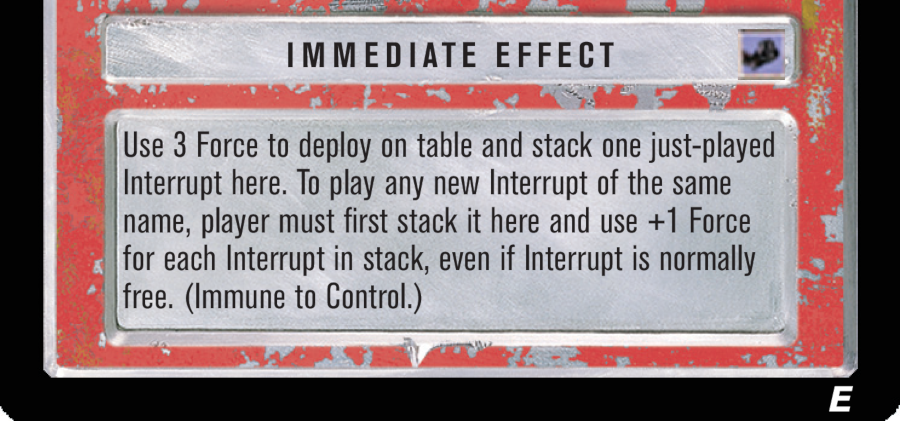 IMMEDIATE EFFECT
Use 3 Force to deploy on table and stack one just-played
Interrupt here. To play any new Interrupt of the same
name, player must first stack it here and use +1 Force
for each Interrupt in stack, even if Interrupt is normally
free. (Immune to Control.)
E